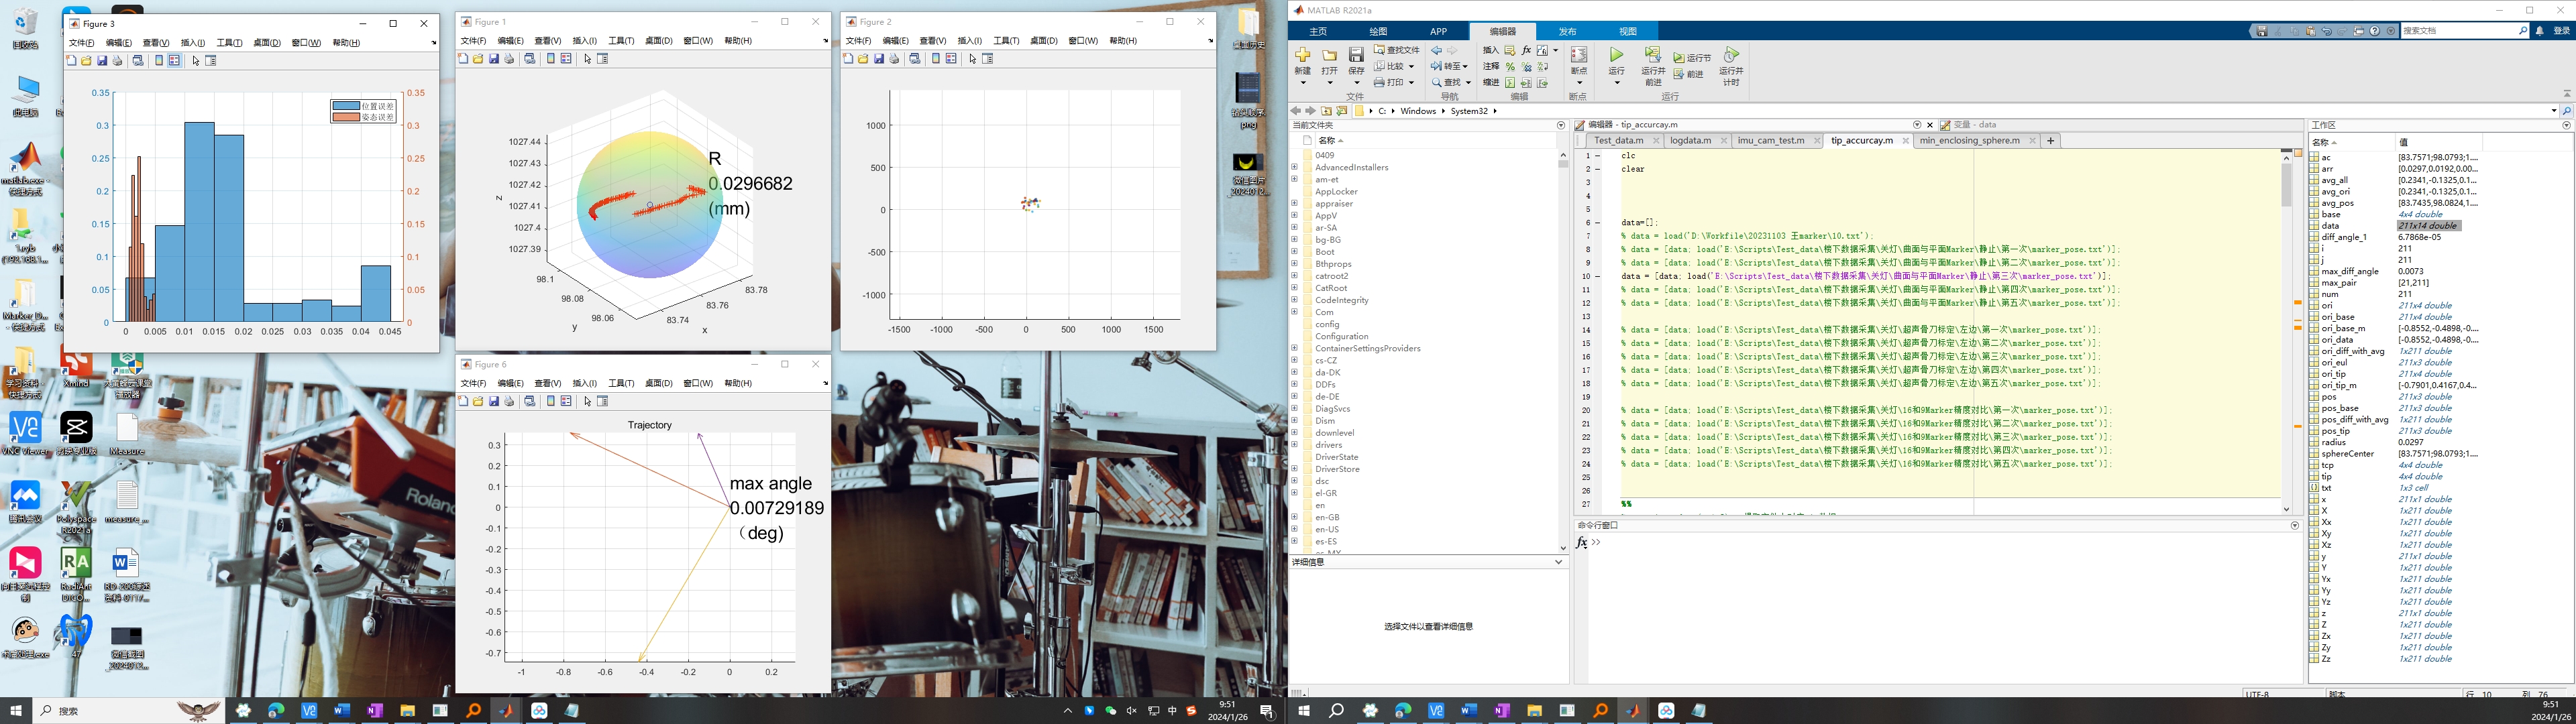 Figure 3
文件(F) 编辑(E) 查看(V) 插入(I) 工具(T) 桌面(D) 窗口(W) 帮助(H)
位置误差
姿态误差
0.35
0.3
0.25
0.2
0.15
0.1
0.05
0
0.35
0.3
0.25
0.2
0.15
0.1
0.05
0
0 0.005 0.01 0.015 0.02 0.025 0.03 0.035 0.04 0.045
Figure 1
文件(F) 编辑(E) 查看(V) 插入(I) 工具(T) 桌面(D) 窗口(W) 帮助(H)
1027.44
1027.43
1027.42
1027.41
1027.4
1027.39
z
R
0.0296682
(mm)
98.1
98.08
98.06
y
83.74
83.76
83.78
x
Figure 2
文件(F) 编辑(E) 查看(V) 插入(I) 工具(T) 桌面(D) 窗口(W) 帮助(H)
1000
500
0
-500
-1000
-1500 -1000 -500 0 500 1000 1500
Figure 6
文件(F) 编辑(E) 查看(V) 插入(I) 工具(T) 桌面(D) 窗口(W) 帮助(H)
Trajectory
0.3
0.2
0.1
0
-0.1
-0.2
-0.3
-0.4
-0.5
-0.6
-0.7
-1 -0.8 -0.6 -0.4 -0.2 0 0.2
max angle
0.00729189
（deg)
回收站
此电脑
Xmind
VNC Viewer
Measure
腾讯会议
Polyspace R2021a
measure_...
RadiAnt DICO...
47
搜索
9:51
2024/1/26
中
MATLAB R2021a
主页 绘图 APP 编辑器 发布 视图
搜索文档
登录
新建 打开 保存 查找文件 比较 打印
转至 查找
插入 注释 缩进
断点
运行 运行并前进 运行节 前进 运行并计时
文件 导航 编辑 断点 运行
C: Windows System32
当前文件夹
名称
0409
AdvancedInstallers
am-et
AppLocker
appraiser
AppV
ar-SA
bg-BG
Boot
Bthprops
catroot2
CatRoot
CodeIntegrity
Com
config
Configuration
ContainerSettingsProviders
cs-CZ
da-DK
DDFs
de-DE
DiagSvcs
Dism
downlevel
drivers
DriverState
DriverStore
dsc
el-GR
en
en-GB
en-US
es-ES
es-MX
详细信息
选择文件以查看详细信息
编辑器 - tip_accurcay.m
变量 - data
Test_data.m logdata.m imu_cam_test.m tip_accurcay.m min_enclosing_sphere.m
1 clc
2 clear
3
4
5
6 data=[];
7 % data = load('D:\Workfile\20231103 王marker\10.txt');
8 % data = [data; load('E:\Scripts\Test_data\楼下数据采集\关灯\曲面与平面Marker\静止\第一次\marker_pose.txt')];
9 % data = [data; load('E:\Scripts\Test_data\楼下数据采集\关灯\曲面与平面Marker\静止\第二次\marker_pose.txt')];
10 data = [data; load('E:\Scripts\Test_data\楼下数据采集\关灯\曲面与平面Marker\静止\第三次\marker_pose.txt')];
11 % data = [data; load('E:\Scripts\Test_data\楼下数据采集\关灯\曲面与平面Marker\静止\第四次\marker_pose.txt')];
12 % data = [data; load('E:\Scripts\Test_data\楼下数据采集\关灯\曲面与平面Marker\静止\第五次\marker_pose.txt')];
13
14 % data = [data; load('E:\Scripts\Test_data\楼下数据采集\关灯\超声骨刀标定\左边\第一次\marker_pose.txt')];
15 % data = [data; load('E:\Scripts\Test_data\楼下数据采集\关灯\超声骨刀标定\左边\第二次\marker_pose.txt')];
16 % data = [data; load('E:\Scripts\Test_data\楼下数据采集\关灯\超声骨刀标定\左边\第三次\marker_pose.txt')];
17 % data = [data; load('E:\Scripts\Test_data\楼下数据采集\关灯\超声骨刀标定\左边\第四次\marker_pose.txt')];
18 % data = [data; load('E:\Scripts\Test_data\楼下数据采集\关灯\超声骨刀标定\左边\第五次\marker_pose.txt')];
19
20 % data = [data; load('E:\Scripts\Test_data\楼下数据采集\关灯\16和9Marker精度对比\第一次\marker_pose.txt')];
21 % data = [data; load('E:\Scripts\Test_data\楼下数据采集\关灯\16和9Marker精度对比\第二次\marker_pose.txt')];
22 % data = [data; load('E:\Scripts\Test_data\楼下数据采集\关灯\16和9Marker精度对比\第三次\marker_pose.txt')];
23 % data = [data; load('E:\Scripts\Test_data\楼下数据采集\关灯\16和9Marker精度对比\第四次\marker_pose.txt')];
24 % data = [data; load('E:\Scripts\Test_data\楼下数据采集\关灯\16和9Marker精度对比\第五次\marker_pose.txt')];
25
26
27 %%
命令行窗口
fx >>
工作区
名称 值
ac [83.7571;98.0793;1....
arr [0.0297,0.0192,0.00...
avg_all [0.2341,-0.1325,0.1...
avg_ori [0.2341,-0.1325,0.1...
avg_pos [83.7435,98.0824,1....
base 4x4 double
data 211x14 double
diff_angle_1 6.7868e-05
i 211
j 211
max_diff_angle 0.0073
max_pair [21,211]
num 211
ori 211x4 double
ori_base 211x4 double
ori_base_m [-0.8552,-0.4898,-0....
ori_data [-0.8552,-0.4898,-0....
ori_diff_with_avg 1x211 double
ori_eul 211x3 double
ori_tip 211x4 double
ori_tip_m [-0.7901,0.4167,0.4...
pos 211x3 double
pos_base 211x3 double
pos_diff_with_avg 1x211 double
pos_tip 211x3 double
radius 0.0297
sphereCenter [83.7571;98.0793;1....
tcp 4x4 double
tip 4x4 double
txt 1x3 cell
x 211x1 double
X 1x211 double
Xx 1x211 double
Xy 1x211 double
Xz 1x211 double
y 211x1 double
Y 1x211 double
Yx 1x211 double
Yy 1x211 double
Yz 1x211 double
z 211x1 double
Z 1x211 double
Zx 1x211 double
Zy 1x211 double
Zz 1x211 double
UTF-8 脚本 行 10 列 76
9:51
2024/1/26